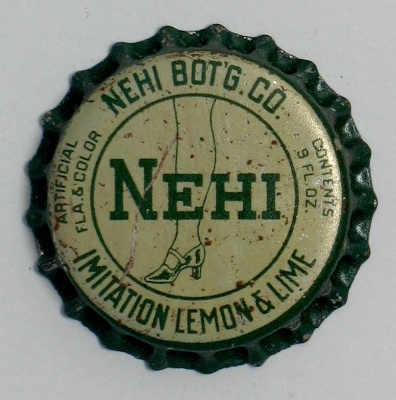 NEHI BOT'G. CO.
ARTIFICIAL
FLA. & COLOR
NEHI
CONTENTS
9 FL. OZ.
IMITATION LEMON & LIME